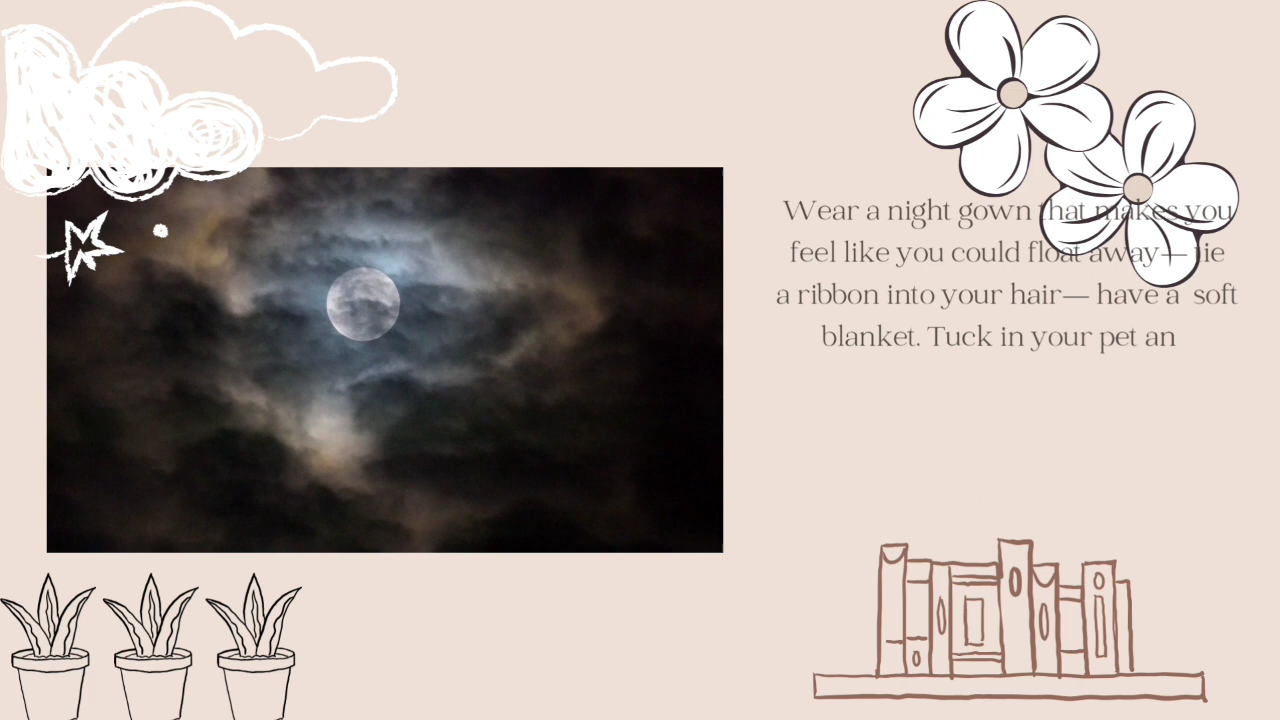 Wear a night gown that makes you
feel like you could float away— tie
a ribbon into your hair— have a soft
blanket. Tuck in your pet an